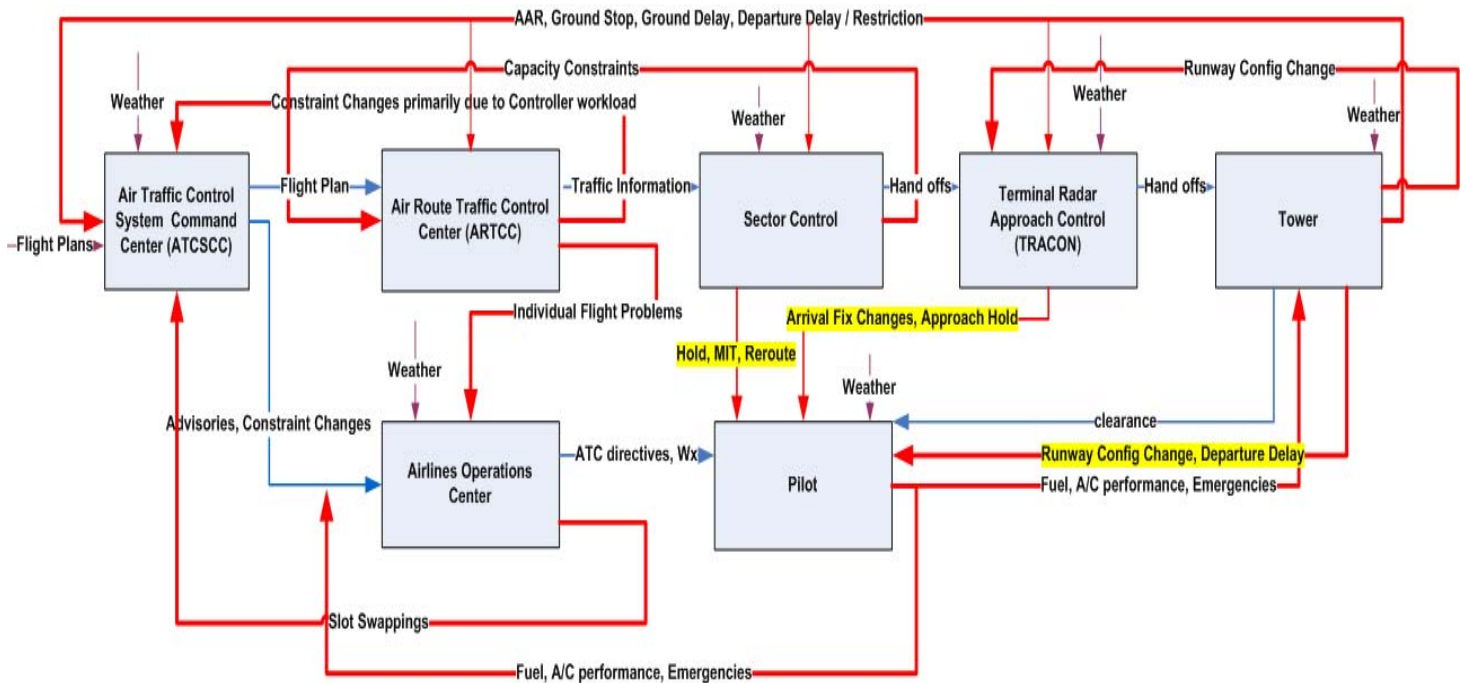 AAR, Ground Stop, Ground Delay, Departure Delay / Restriction
Capacity Constraints
Runway Config Change
Weather
Constraint Changes primarily due to Controller workload
Weather
Weather
Weather
Air Traffic Control
System Command
Center (ATCSCC)
Flight Plan
Air Route Traffic Control
Center (ARTCC)
Traffic Information
Sector Control
Hand offs
Terminal Radar
Approach Control
(TRACON)
Hand offs
Tower
Flight Plans
Individual Flight Problems
Arrival Fix Changes, Approach Hold
Hold, MIT, Reroute
Weather
Weather
Advisories, Constraint Changes
clearance
Airlines Operations
Center
ATC directives, Wx
Pilot
Runway Config Change, Departure Delay
Fuel, A/C performance, Emergencies
Slot Swappings
Fuel, A/C performance, Emergencies